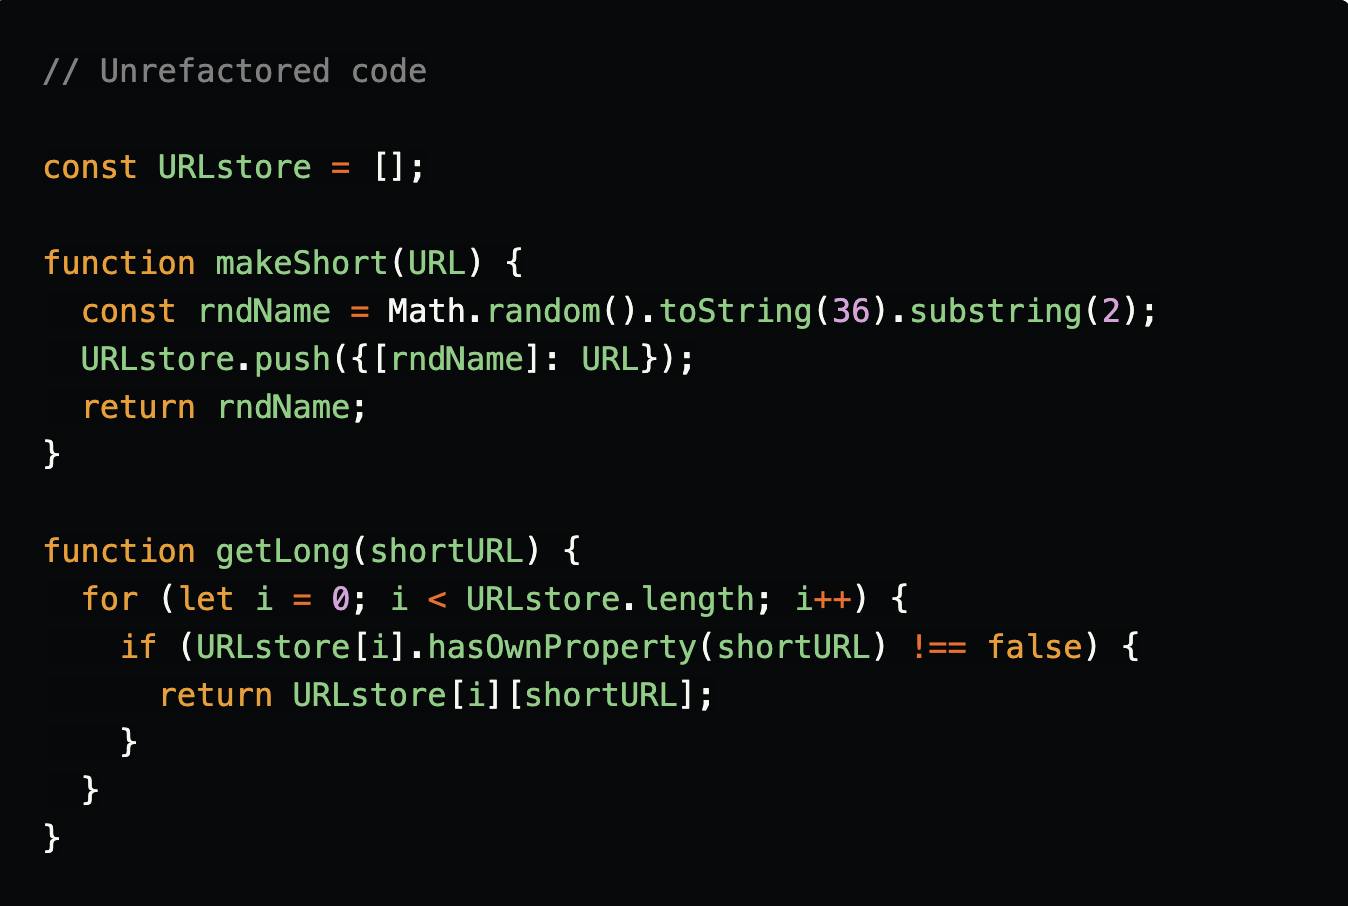 // Unrefactored code
const URLstore = [];
function makeShort(URL) {
  const rndName = Math.random().toString(36).substring(2);
  URLstore.push({[rndName]: URL});
  return rndName;
}
function getLong(shortURL) {
  for (let i = 0; i < URLstore.length; i++) {
    if (URLstore[i].hasOwnProperty(shortURL) !== false) {
      return URLstore[i][shortURL];
    }
  }
}